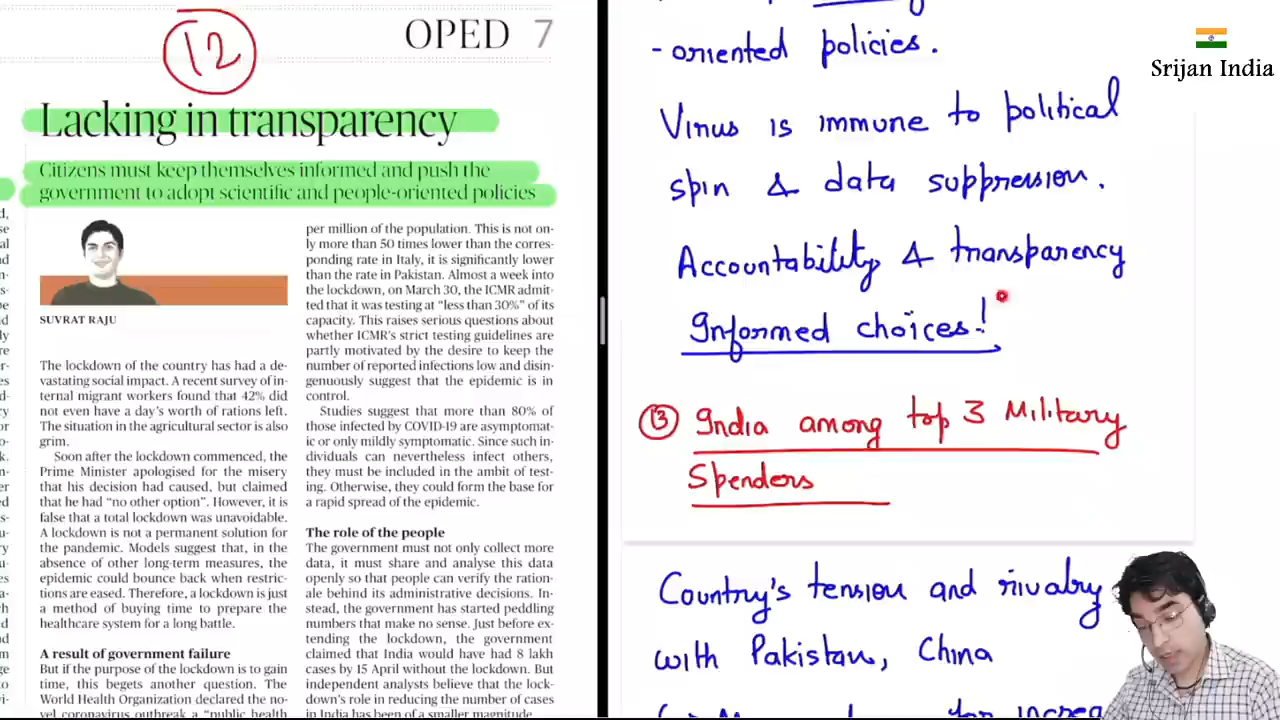 12
OPED 7
Lacking in transparency
Citizens must keep themselves informed and push the
government to adopt scientific and people-oriented policies
SUVRAT RAJU
The lockdown of the country has had a de-
vastating social impact. A recent survey of in-
ternal migrant workers found that 42% did
not even have a day's worth of rations left.
The situation in the agricultural sector is also
grim.
Soon after the lockdown commenced, the
Prime Minister apologised for the misery
that his decision had caused, but claimed
that he had “no other option”. However, it is
false that a total lockdown was unavoidable.
A lockdown is not a permanent solution for
the pandemic. Models suggest that, in the
absence of other long-term measures, the
epidemic could bounce back when restric-
tions are eased. Therefore, a lockdown is just
a method of buying time to prepare the
healthcare system for a long battle.
A result of government failure
But if the purpose of the lockdown is to gain
time, this begets another question. The
World Health Organization declared the no-
vel coronavirus outbreak a “public health
per million of the population. This is not on-
ly more than 50 times lower than the corres-
ponding rate in Italy, it is significantly lower
than the rate in Pakistan. Almost a week into
the lockdown, on March 30, the ICMR admit-
ted that it was testing at “less than 30%” of its
capacity. This raises serious questions about
whether ICMR's strict testing guidelines are
partly motivated by the desire to keep the
number of reported infections low and disin-
genuously suggest that the epidemic is in
control.
Studies suggest that more than 80% of
those infected by COVID-19 are asymptomat-
ic or only mildly symptomatic. Since such in-
dividuals can nevertheless infect others,
they must be included in the ambit of test-
ing. Otherwise, they could form the base for
a rapid spread of the epidemic.
The role of the people
The government must not only collect more
data, it must share and analyse this data
openly so that people can verify the ration-
ale behind its administrative decisions. In-
stead, the government has started peddling
numbers that make no sense. Just before ex-
tending the lockdown, the government
claimed that India would have had 8 lakh
cases by 15 April without the lockdown. But
independent analysts believe that the lock-
down's role in reducing the number of cases
in India has been of a smaller magnitude.
-oriented policies.
Virus is immune to political
spin & data suppression.
Accountability & transparency
Informed choices!
13 India among top 3 Military
Spenders
Country's tension and rivalry
with Pakistan, China
Srijan India